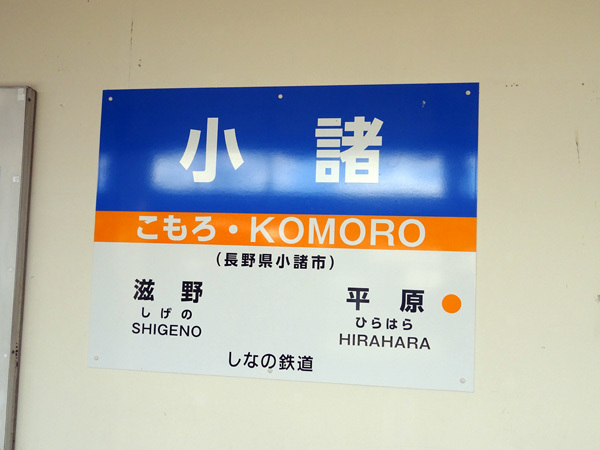 小 諸
こもろ・KOMORO
(長野県小諸市)
滋野
しげの
SHIGENO
平原
ひらはら
HIRAHARA
しなの鉄道